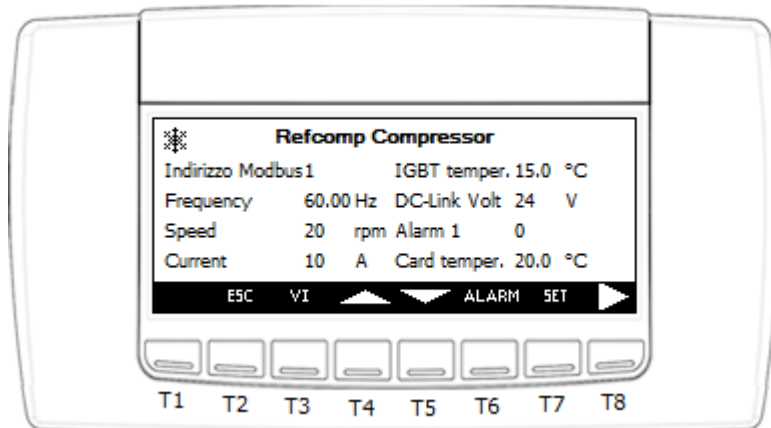 Refcomp Compressor
Indirizzo Modbus 1 IGBT temper. 15.0 °C
Frequency 60.00 Hz DC-Link Volt 24 V
Speed 20 rpm Alarm 1 0
Current 10 A Card temper. 20.0 °C
ESC VI ALARM SET
T1 T2 T3 T4 T5 T6 T7 T8